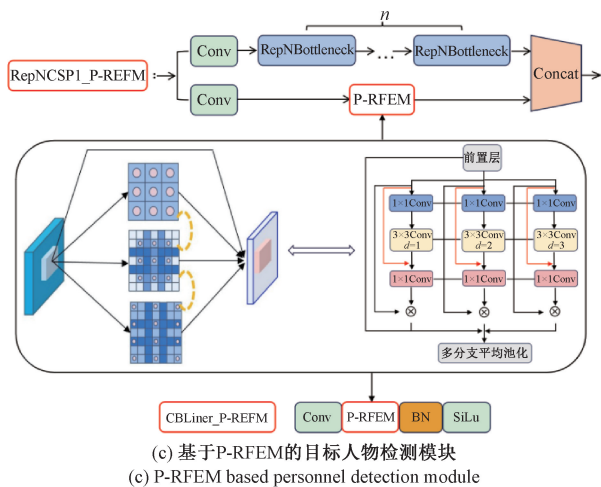 n
RepNCSP1_P-REFM :
Conv RepNBottleneck ... RepNBottleneck
Concat
Conv P-RFEM
前置层
1×1Conv 1×1Conv 1×1Conv
3×3Conv d=1 3×3Conv d=2 3×3Conv d=3
1×1Conv 1×1Conv 1×1Conv
⊗ ⊗ ⊗
多分支平均池化
CBLiner_P-REFM Conv P-RFEM BN SiLu
(c) 基于P-RFEM的目标人物检测模块
(c) P-RFEM based personnel detection module